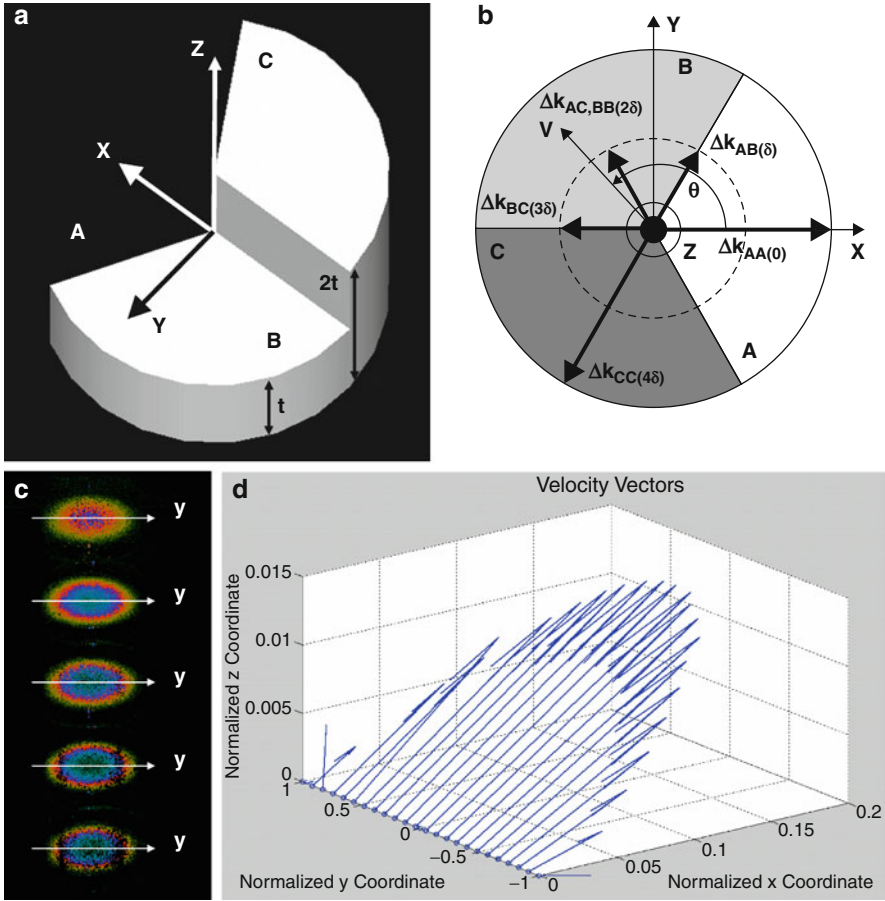 a
Z
C
X
A
2t
Y
B
t
b
Y
B
Δk_AC,BB(2δ)
V
Δk_AB(δ)
θ
Δk_BC(3δ)
C
Z
Δk_AA(0)
X
A
Δk_CC(4δ)
c
y
y
y
y
y
d
Velocity Vectors
Normalized z Coordinate
0.015
0.01
0.005
0
1
0.5
0
−0.5
−1
Normalized y Coordinate
0
0.05
0.1
0.15
0.2
Normalized x Coordinate